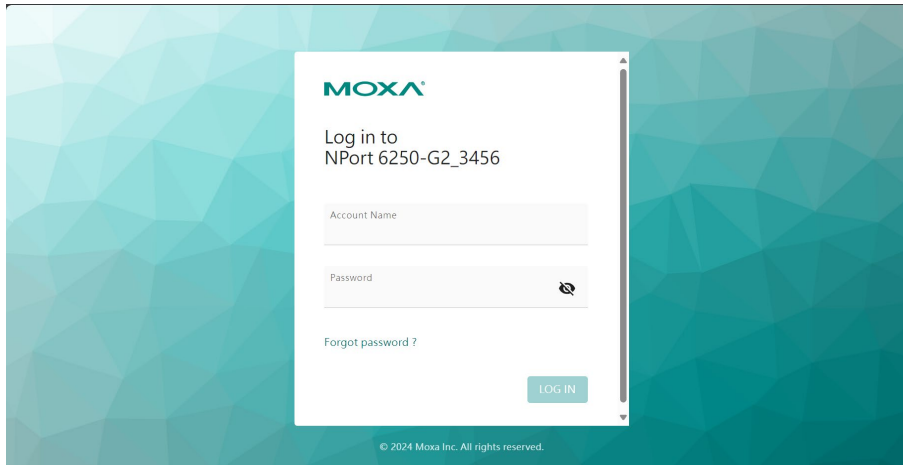 MOXA®
Log in to
NPort 6250-G2_3456
Account Name
Password
Forgot password ?
LOG IN
© 2024 Moxa Inc. All rights reserved.